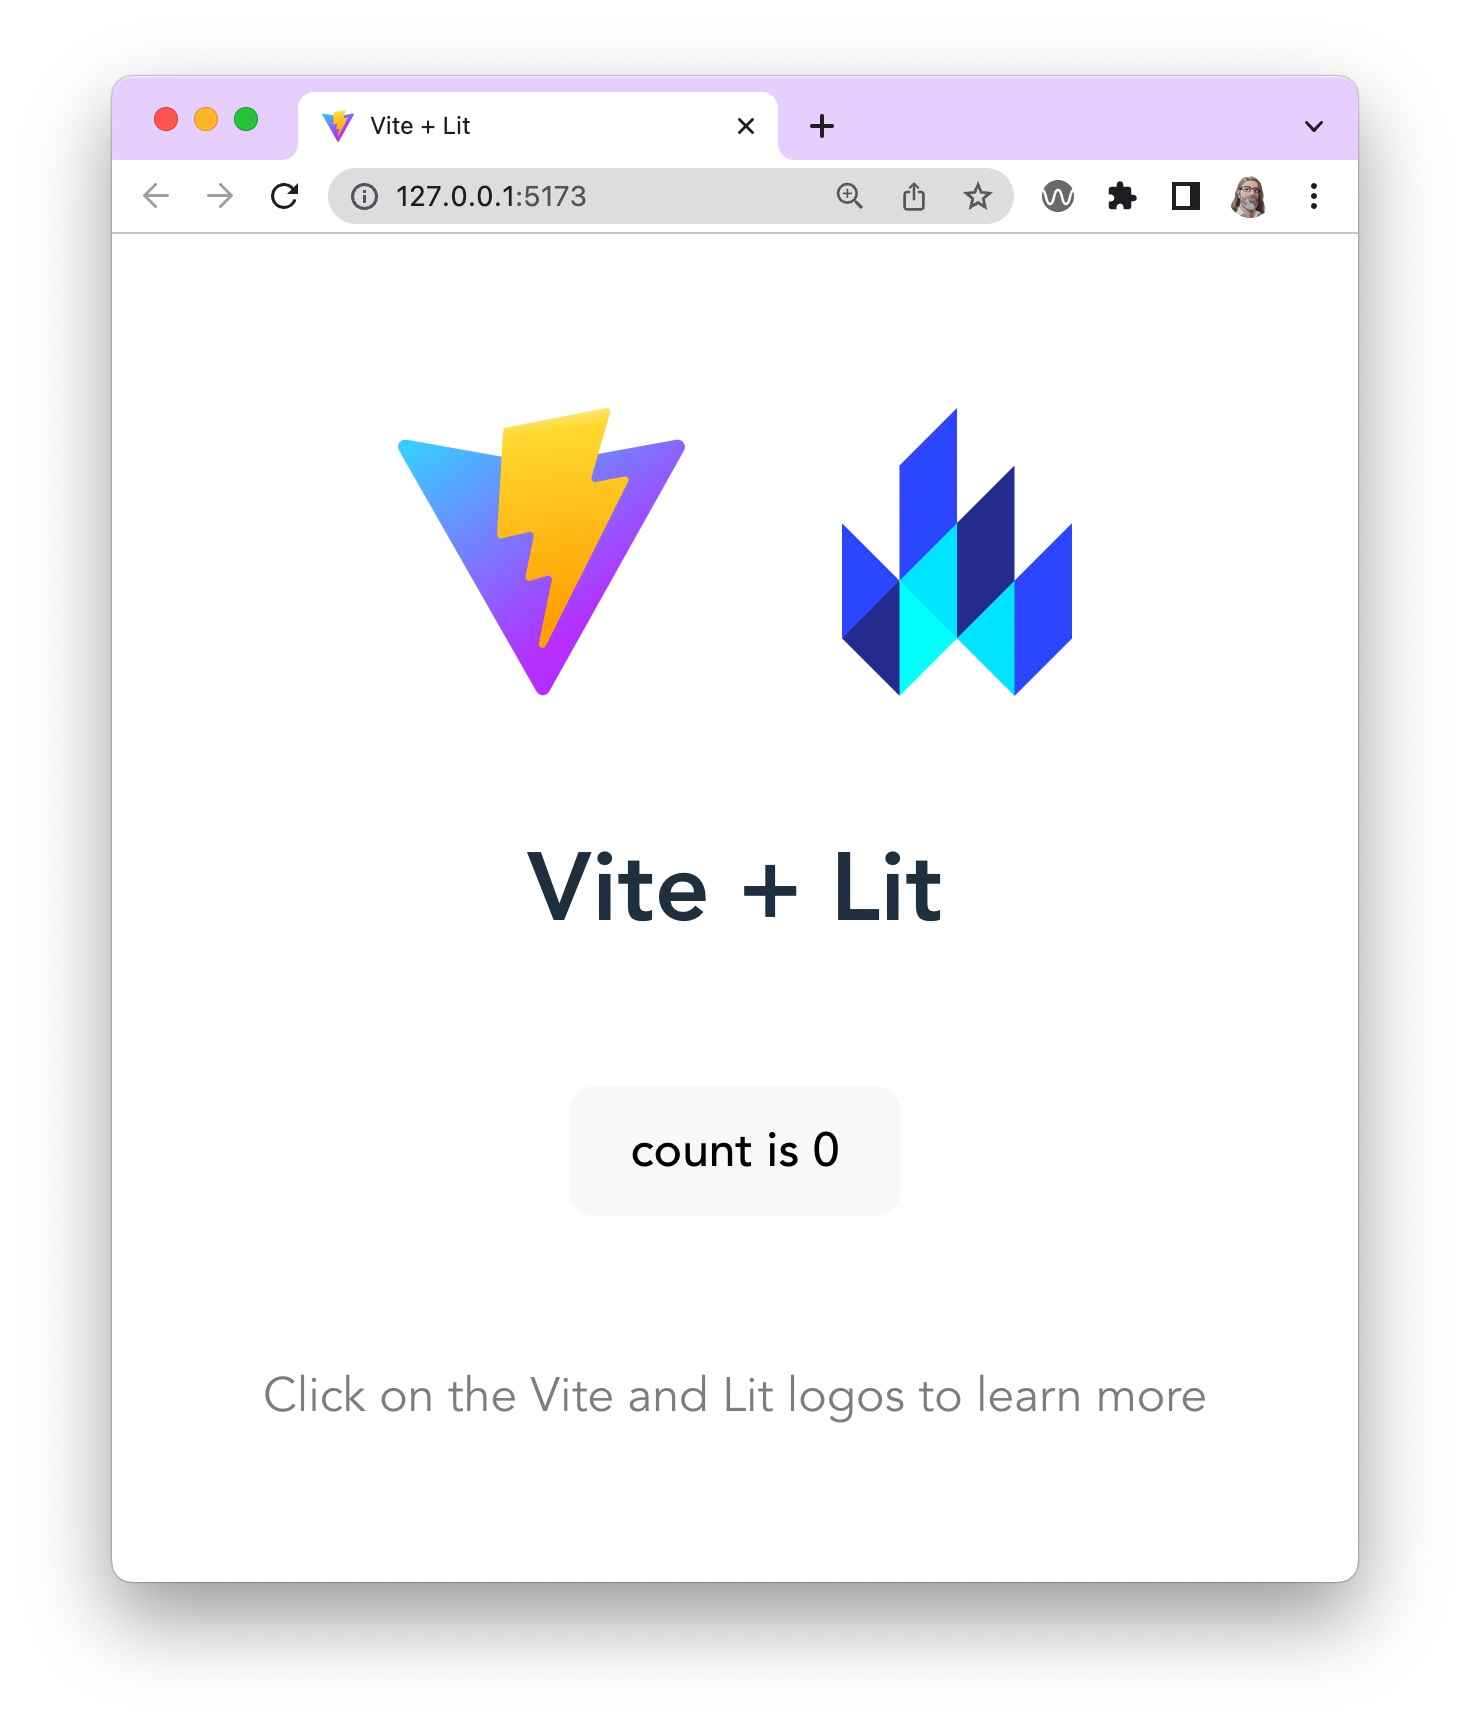 Vite + Lit
127.0.0.1:5173
Vite + Lit
count is 0
Click on the Vite and Lit logos to learn more